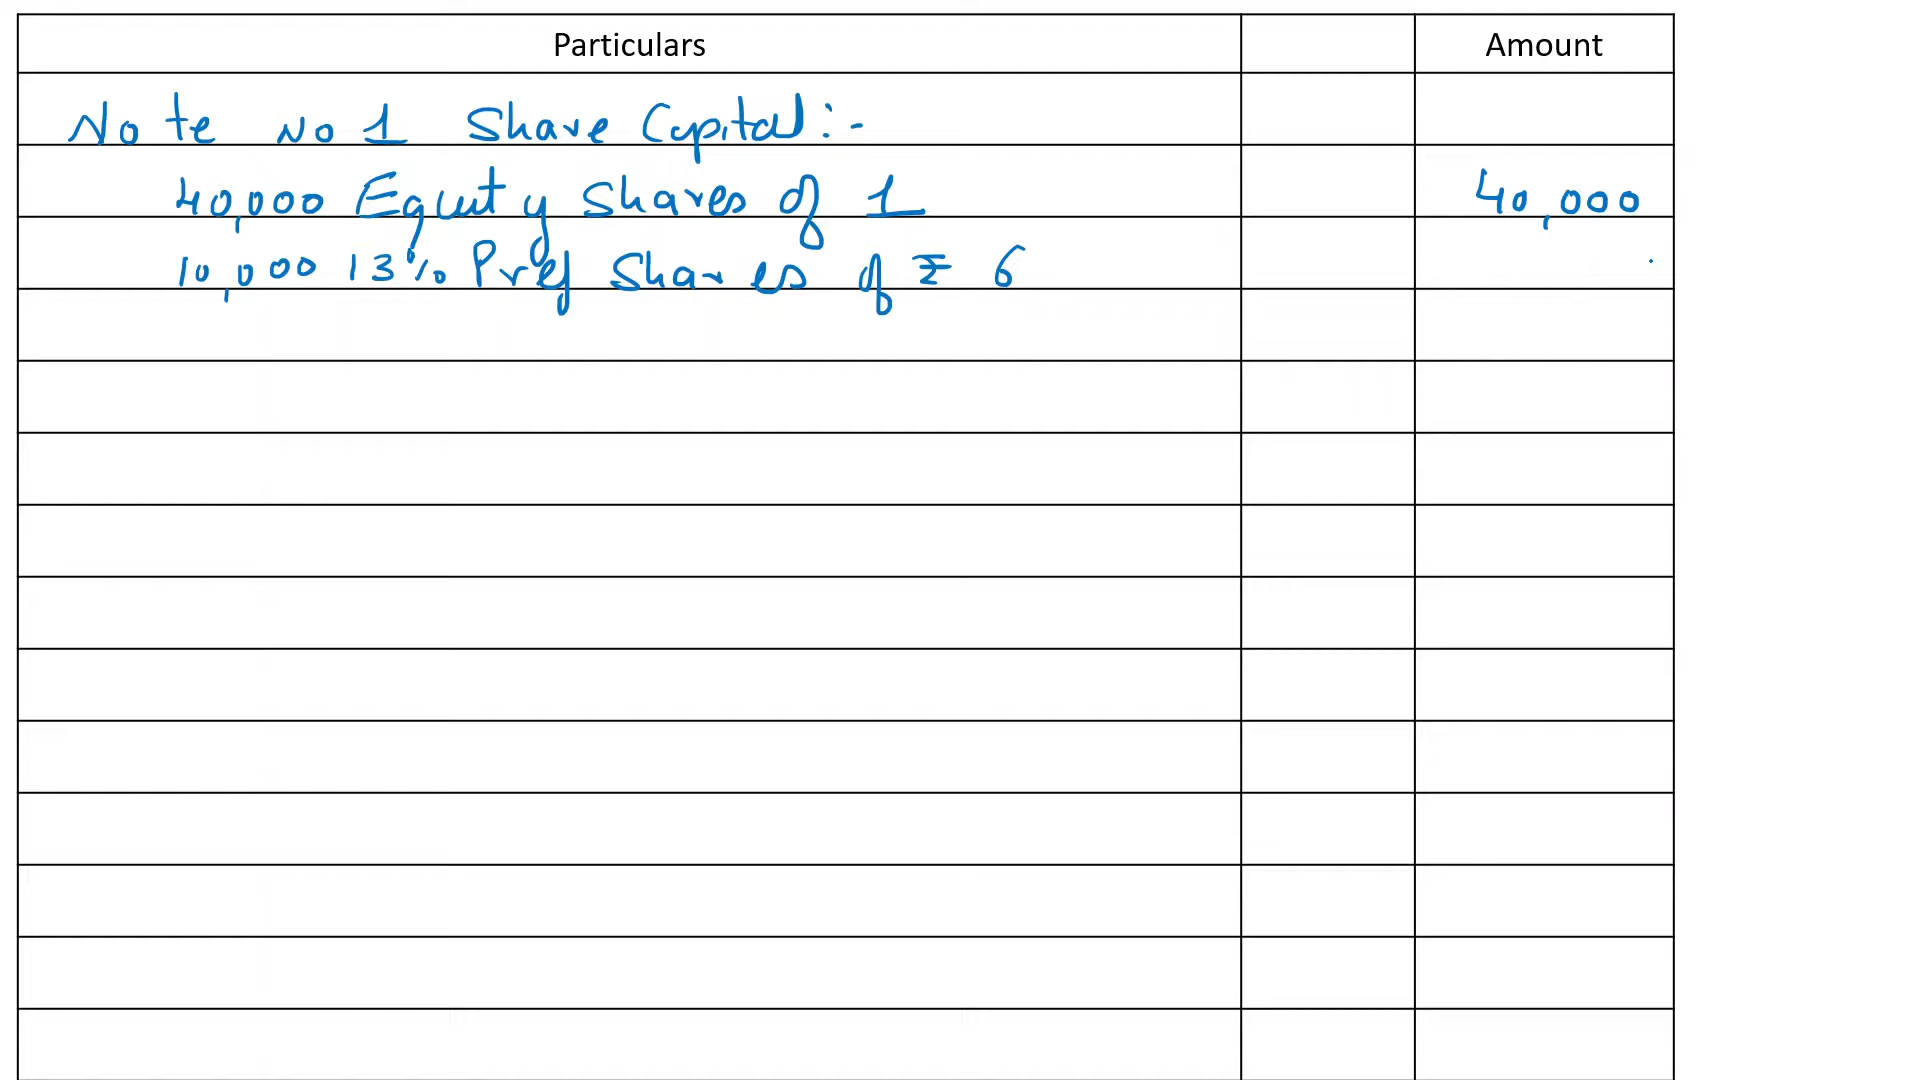 Particulars Amount
Note No 1 Share Capital:-
40,000 Equity Shares of 1 40,000
10,000 13% Pref Shares of ₹ 6